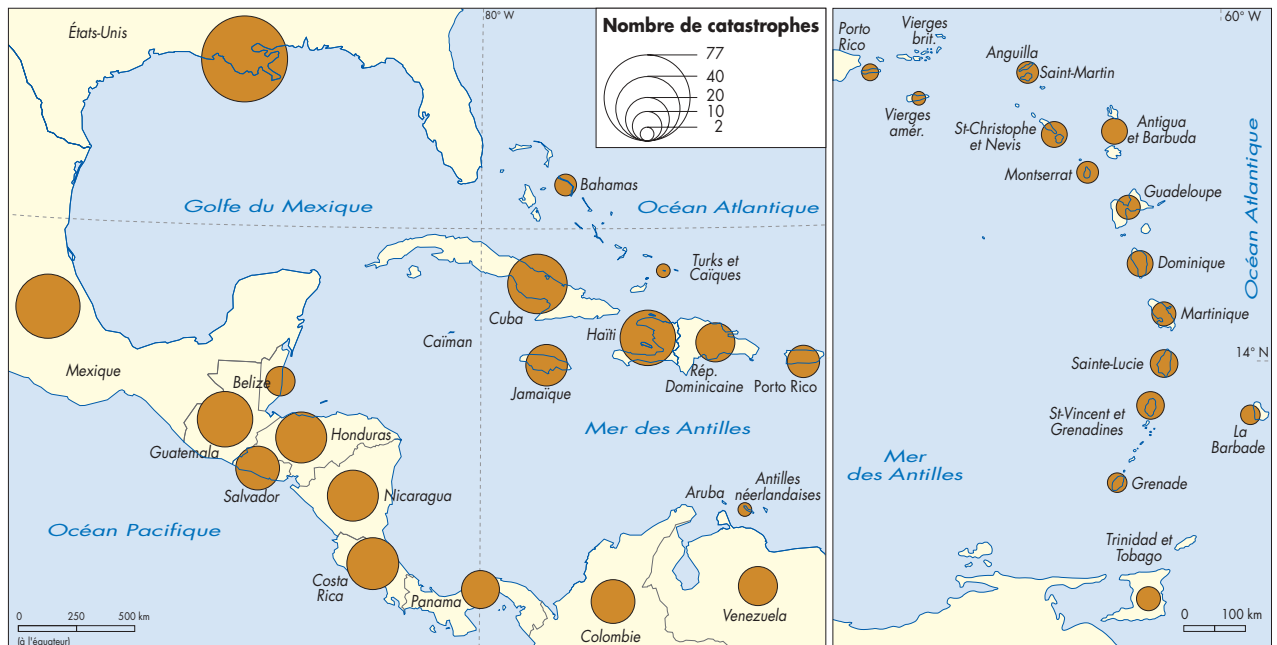 80° W
États-Unis
Nombre de catastrophes
77
40
20
10
2
Bahamas
Golfe du Mexique
Océan Atlantique
Turks et
Caïques
Cuba
Caïman
Haïti
Rép.
Dominicaine
Porto Rico
Jamaïque
Mexique
Belize
Guatemala
Honduras
Salvador
Nicaragua
Mer des Antilles
Océan Pacifique
Aruba
Antilles
néerlandaises
Costa
Rica
Panama
Colombie
Venezuela
0 250 500 km
(à l'équateur)
60° W
Porto
Rico
Vierges
brit.
Anguilla
Saint-Martin
Vierges
amér.
St-Christophe
et Nevis
Antigua
et Barbuda
Montserrat
Guadeloupe
Océan Atlantique
Dominique
Martinique
14° N
Sainte-Lucie
St-Vincent et
Grenadines
La
Barbade
Mer
des Antilles
Grenade
Trinidad et
Tobago
0 100 km